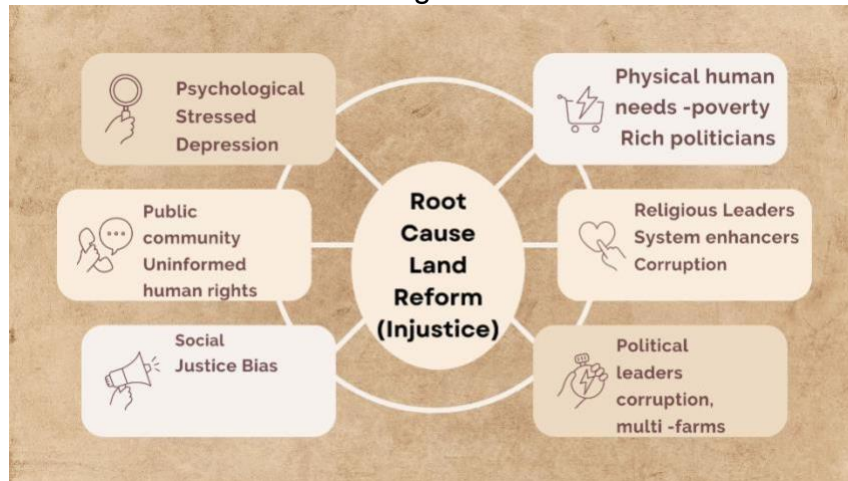 Psychological
Stressed
Depression
Physical human
needs -poverty
Rich politicians
Public
community
Uninformed
human rights
Root
Cause
Land
Reform
(Injustice)
Religious Leaders
System enhancers
Corruption
Social
Justice Bias
Political
leaders
corruption,
multi -farms